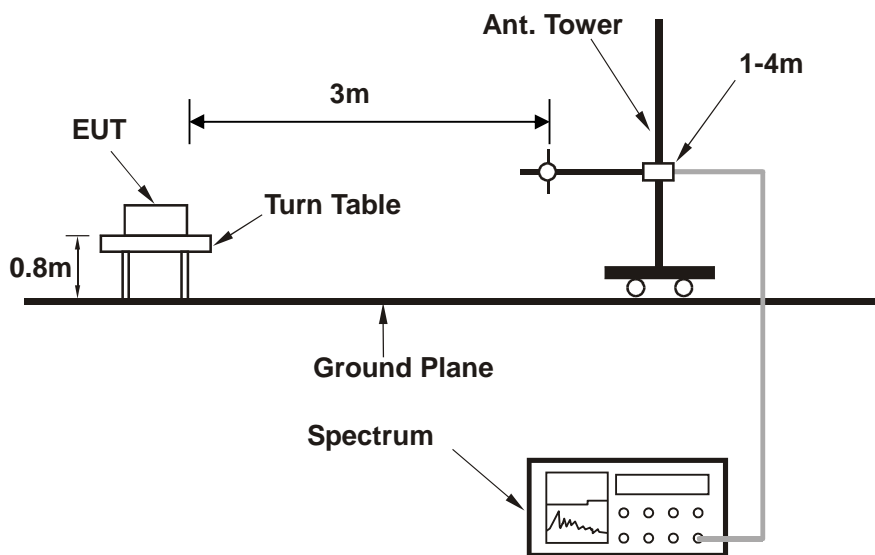 Ant. Tower
1-4m
3m
EUT
Turn Table
0.8m
Ground Plane
Spectrum